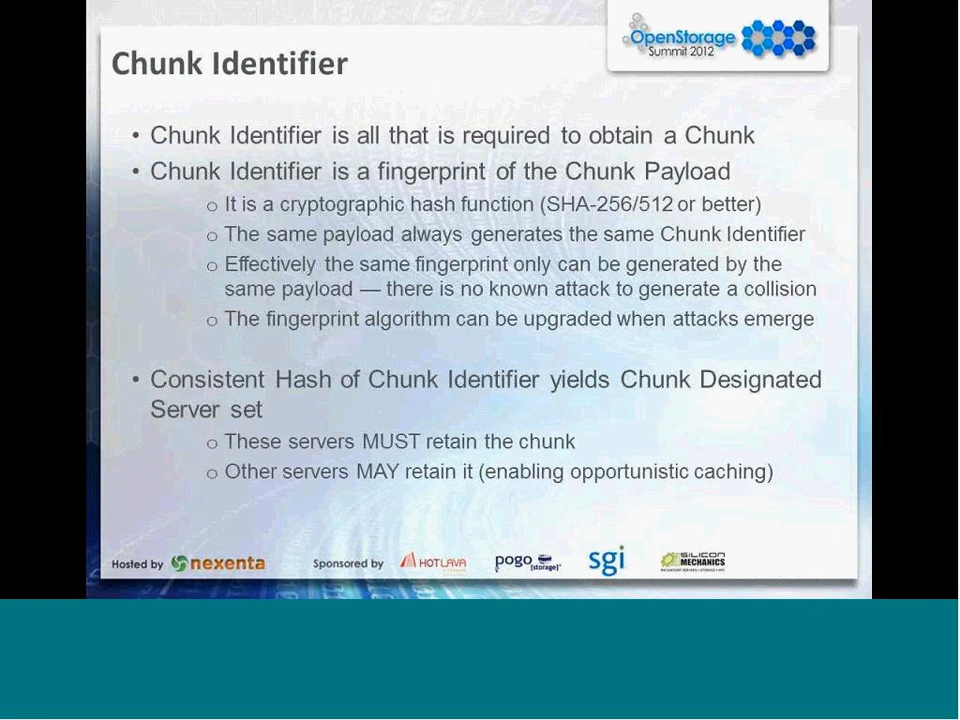 OpenStorage
Summit 2012
Chunk Identifier
• Chunk Identifier is all that is required to obtain a Chunk
• Chunk Identifier is a fingerprint of the Chunk Payload
o It is a cryptographic hash function (SHA-256/512 or better)
o The same payload always generates the same Chunk Identifier
o Effectively the same fingerprint only can be generated by the
same payload — there is no known attack to generate a collision
o The fingerprint algorithm can be upgraded when attacks emerge
• Consistent Hash of Chunk Identifier yields Chunk Designated
Server set
o These servers MUST retain the chunk
o Other servers MAY retain it (enabling opportunistic caching)
Hosted by nexenta Sponsored by HOTLAVA pogo [storage] sgi SILICON
MECHANICS